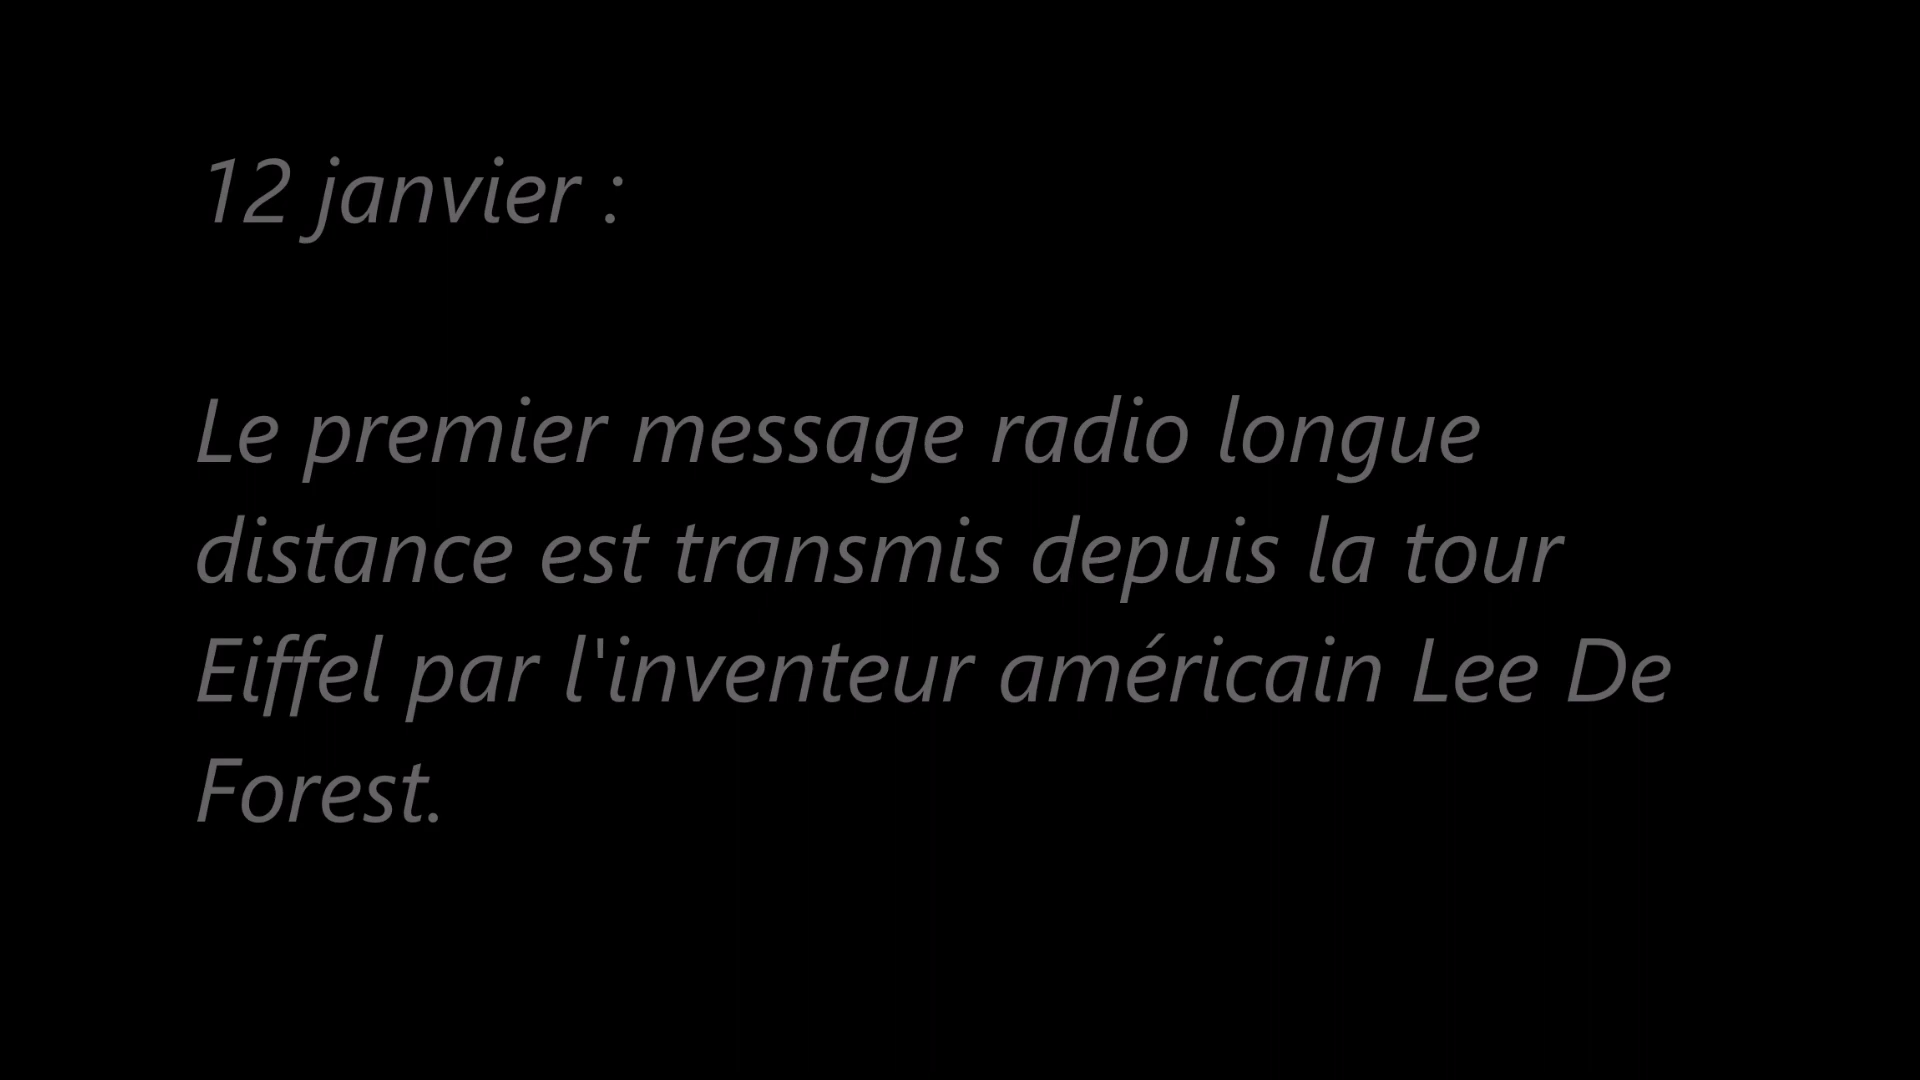 12 janvier :
Le premier message radio longue
distance est transmis depuis la tour
Eiffel par l'inventeur américain Lee De
Forest.